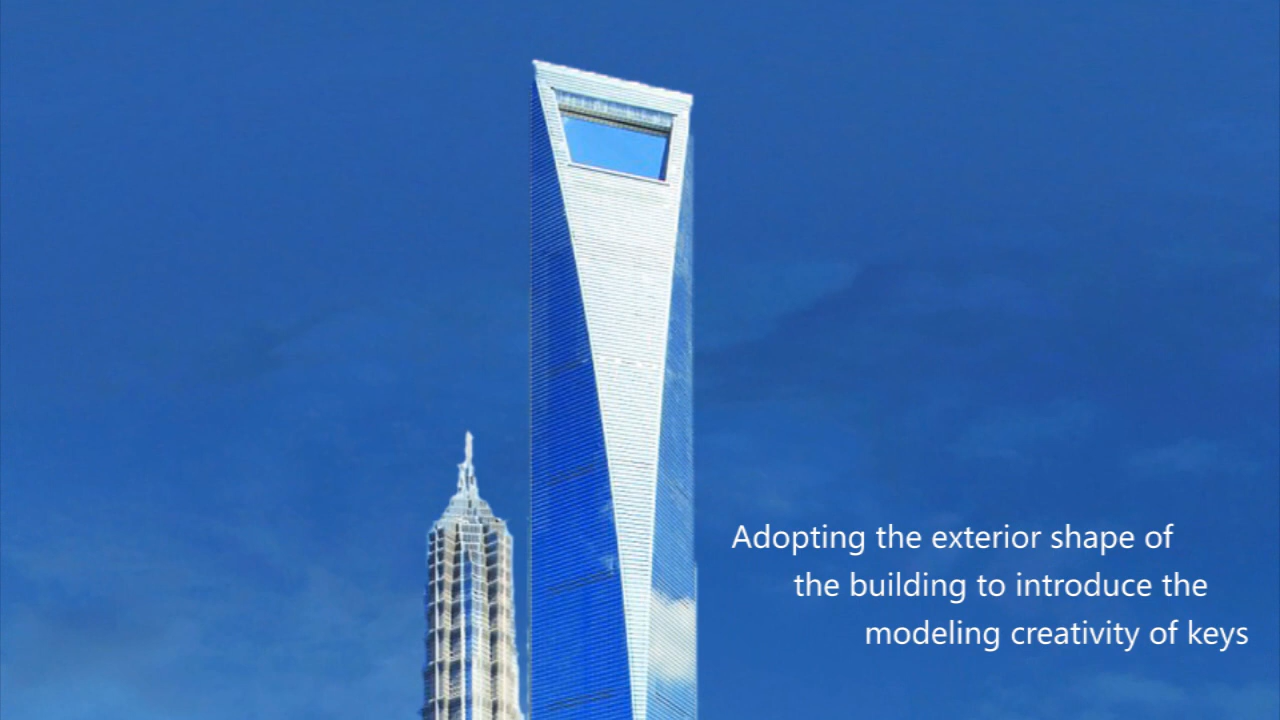 Adopting the exterior shape of
the building to introduce the
modeling creativity of keys